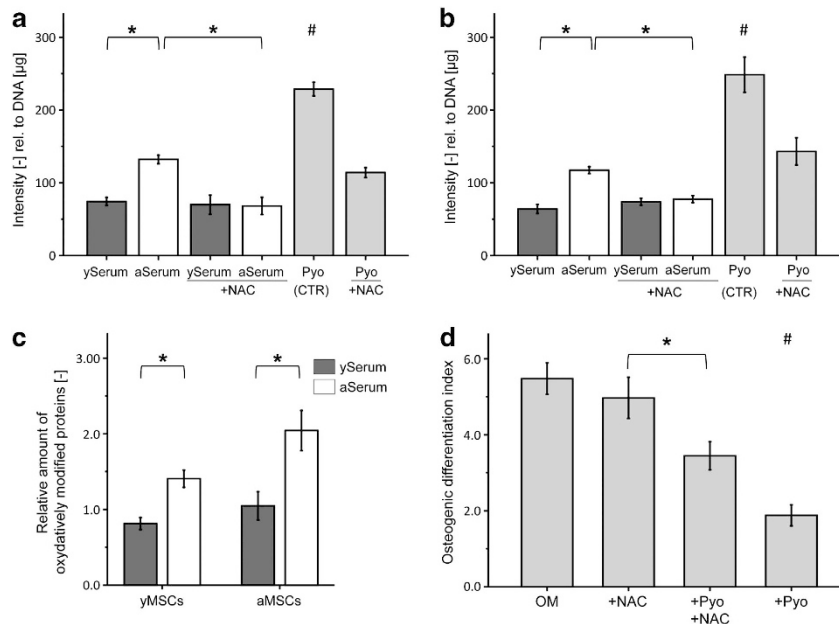 a
Intensity [-] rel. to DNA [µg]
300
200
100
0
* * #
ySerum aSerum ySerum aSerum Pyo Pyo
+NAC (CTR) +NAC
b
Intensity [-] rel. to DNA [µg]
300
200
100
0
* * #
ySerum aSerum ySerum aSerum Pyo Pyo
+NAC (CTR) +NAC
c
Relative amount of
oxydatively modified proteins [-]
3.00
2.0
1.0
0.0
* *
ySerum
aSerum
yMSCs aMSCs
d
Osteogenic differentiation index
6.0
4.0
2.0
0.0
* #
OM +NAC +Pyo +Pyo
+NAC